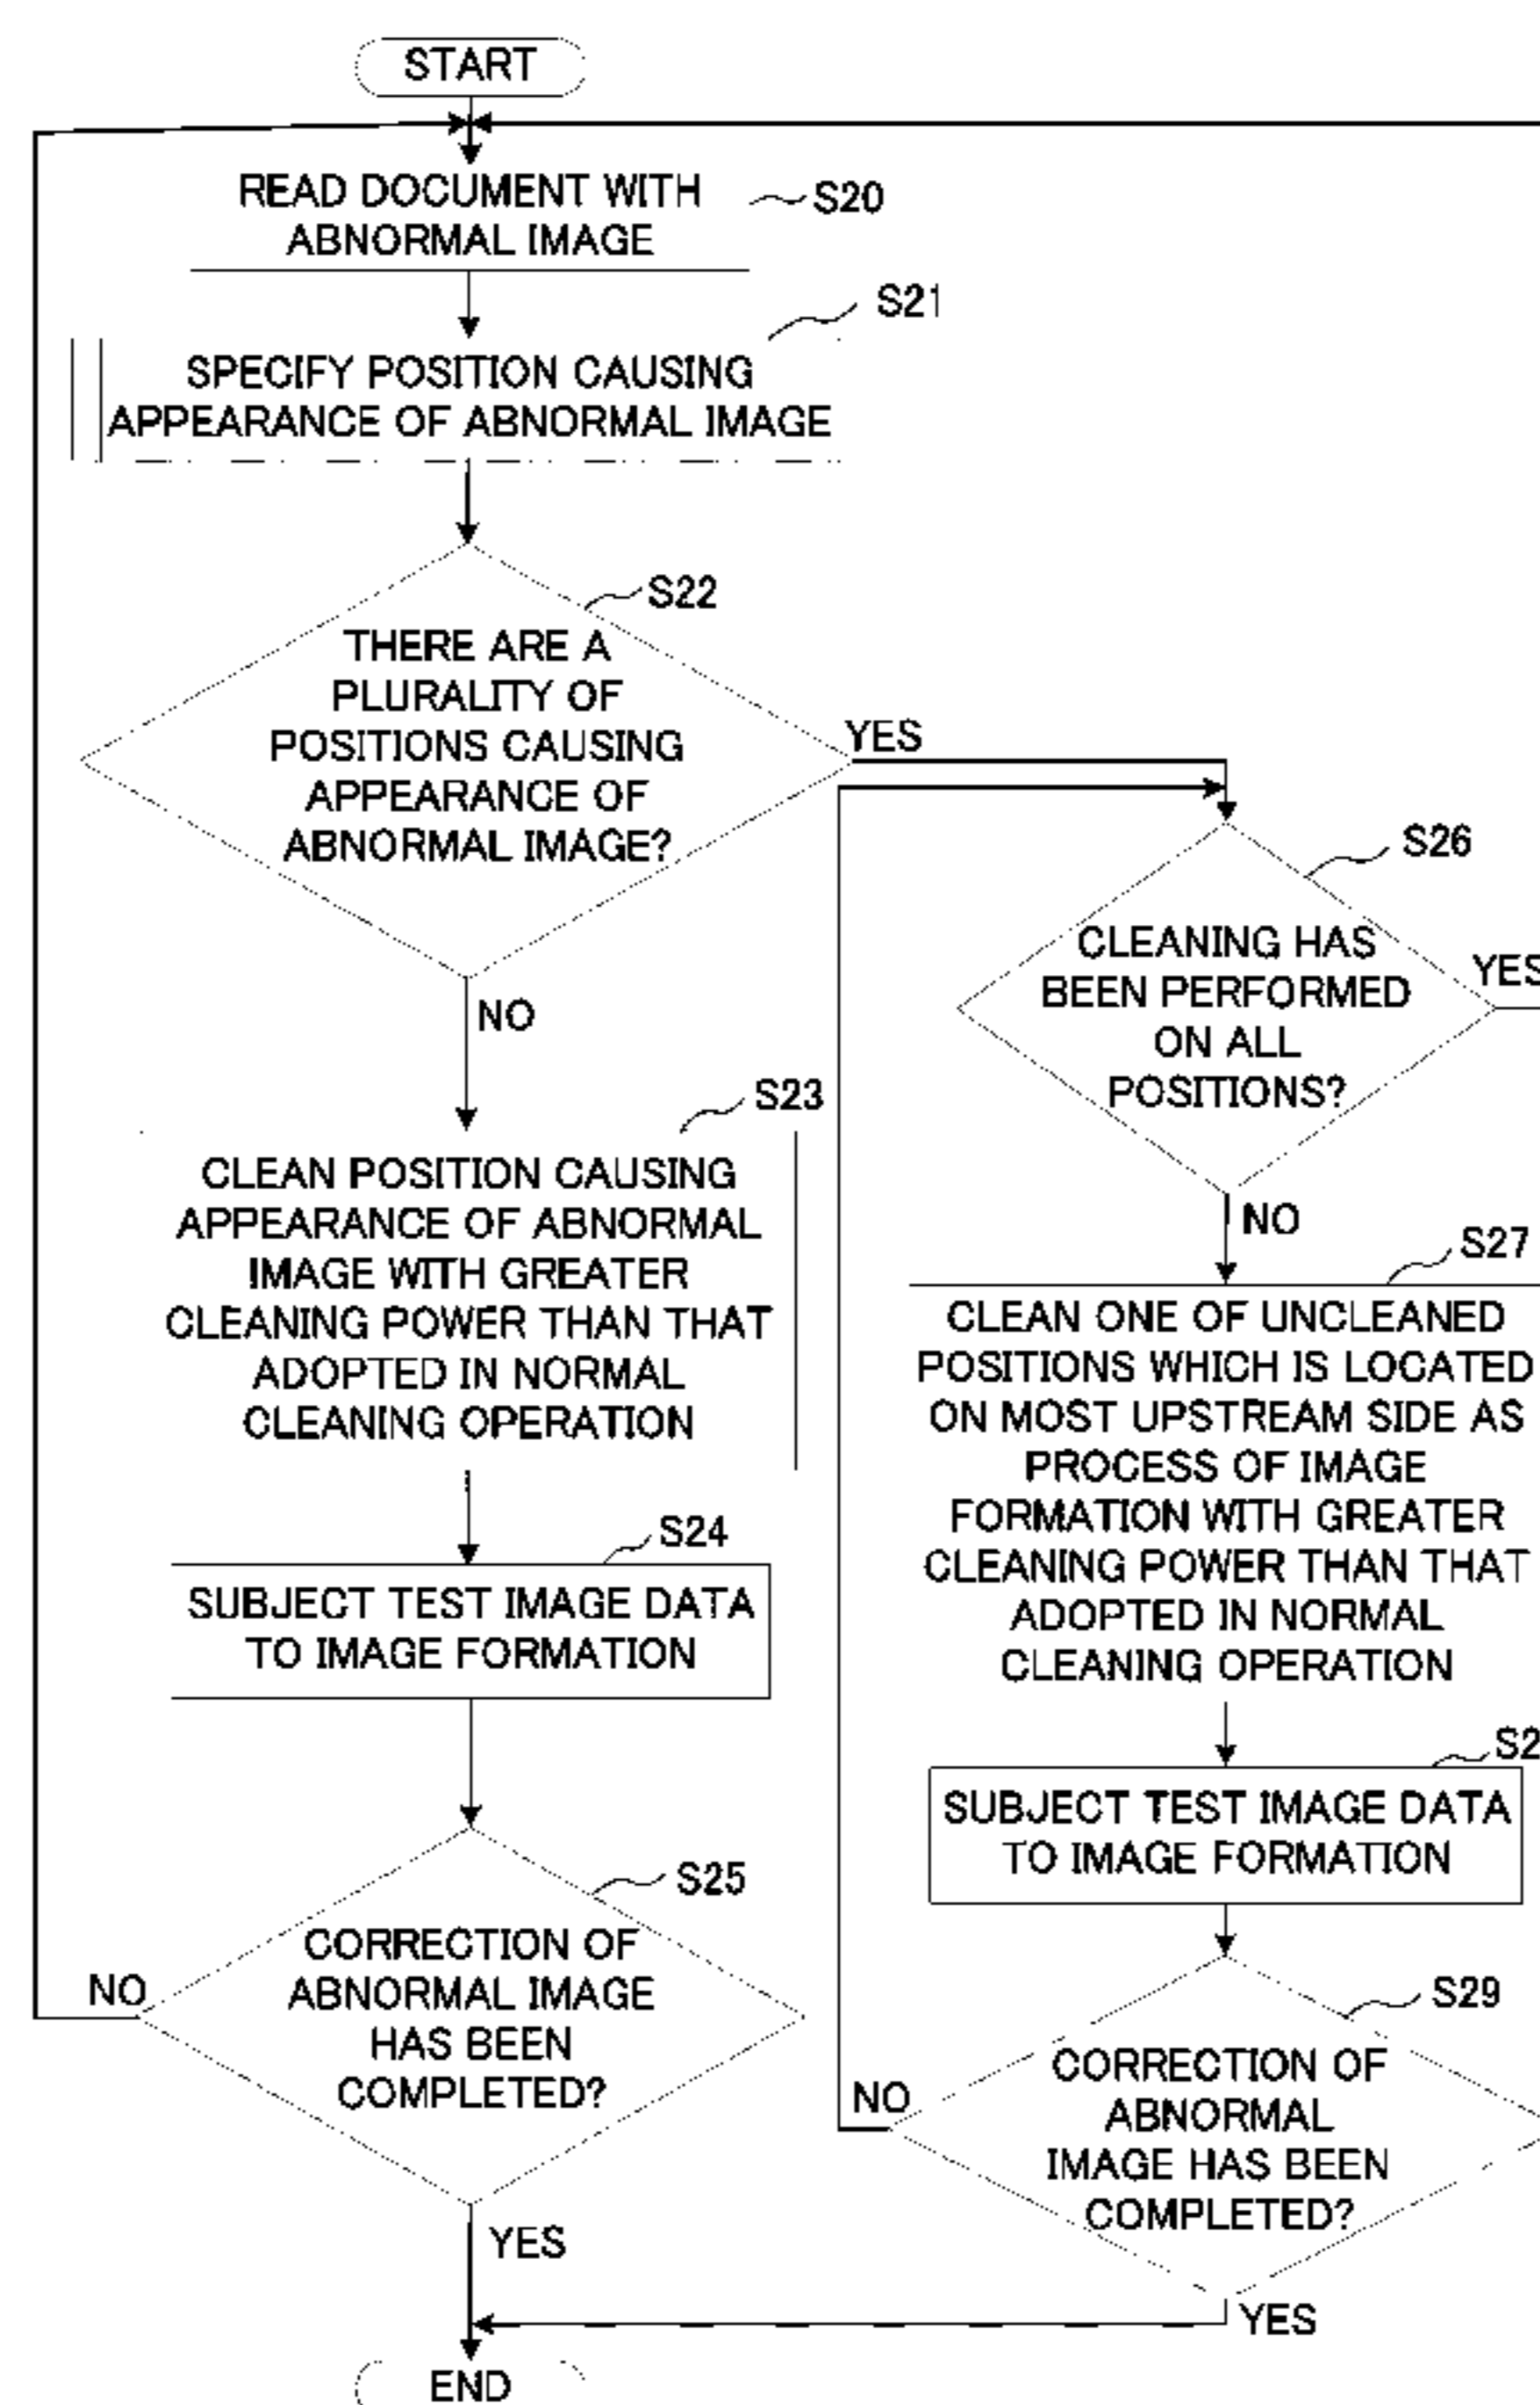 START
READ DOCUMENT WITH
ABNORMAL IMAGE
S20
S21
SPECIFY POSITION CAUSING
APPEARANCE OF ABNORMAL IMAGE
S22
THERE ARE A
PLURALITY OF
POSITIONS CAUSING
APPEARANCE OF
ABNORMAL IMAGE?
YES
NO
S23
CLEAN POSITION CAUSING
APPEARANCE OF ABNORMAL
IMAGE WITH GREATER
CLEANING POWER THAN THAT
ADOPTED IN NORMAL
CLEANING OPERATION
S24
SUBJECT TEST IMAGE DATA
TO IMAGE FORMATION
S25
CORRECTION OF
ABNORMAL IMAGE
HAS BEEN
COMPLETED?
NO
YES
S26
CLEANING HAS
BEEN PERFORMED
ON ALL
POSITIONS?
YES
NO
S27
CLEAN ONE OF UNCLEANED
POSITIONS WHICH IS LOCATED
ON MOST UPSTREAM SIDE AS
PROCESS OF IMAGE
FORMATION WITH GREATER
CLEANING POWER THAN THAT
ADOPTED IN NORMAL
CLEANING OPERATION
S2
SUBJECT TEST IMAGE DATA
TO IMAGE FORMATION
S29
CORRECTION OF
ABNORMAL
IMAGE HAS BEEN
COMPLETED?
NO
YES
END